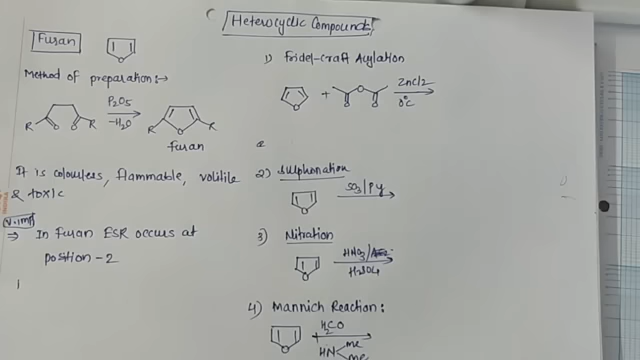 Heterocyclic Compound:
Furan
O
Method of preparation:→
R O O R P2O5 -H2O R O R
furan
It is colourless, flammable, volitile
& toxic
V.imp
⇒ In Furan ESR occurs at
position-2
1) Fridel-craft Acylation
O + O O O ZnCl2 0°C
2) Sulphonation
O SO3/Py
3) Nitration
O HNO3/ H2SO4
4) Mannich Reaction:
O H2CO HN me me